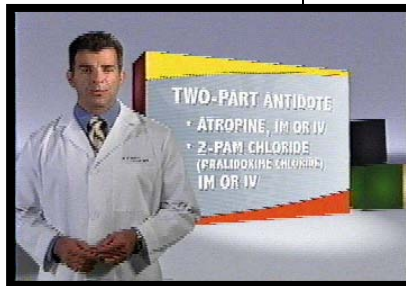 TWO-PART ANTIDOTE
• ATROPINE, IM OR IV
• 2-PAM CHLORIDE
(PRALIDOXIME CHLORIDE),
IM OR IV